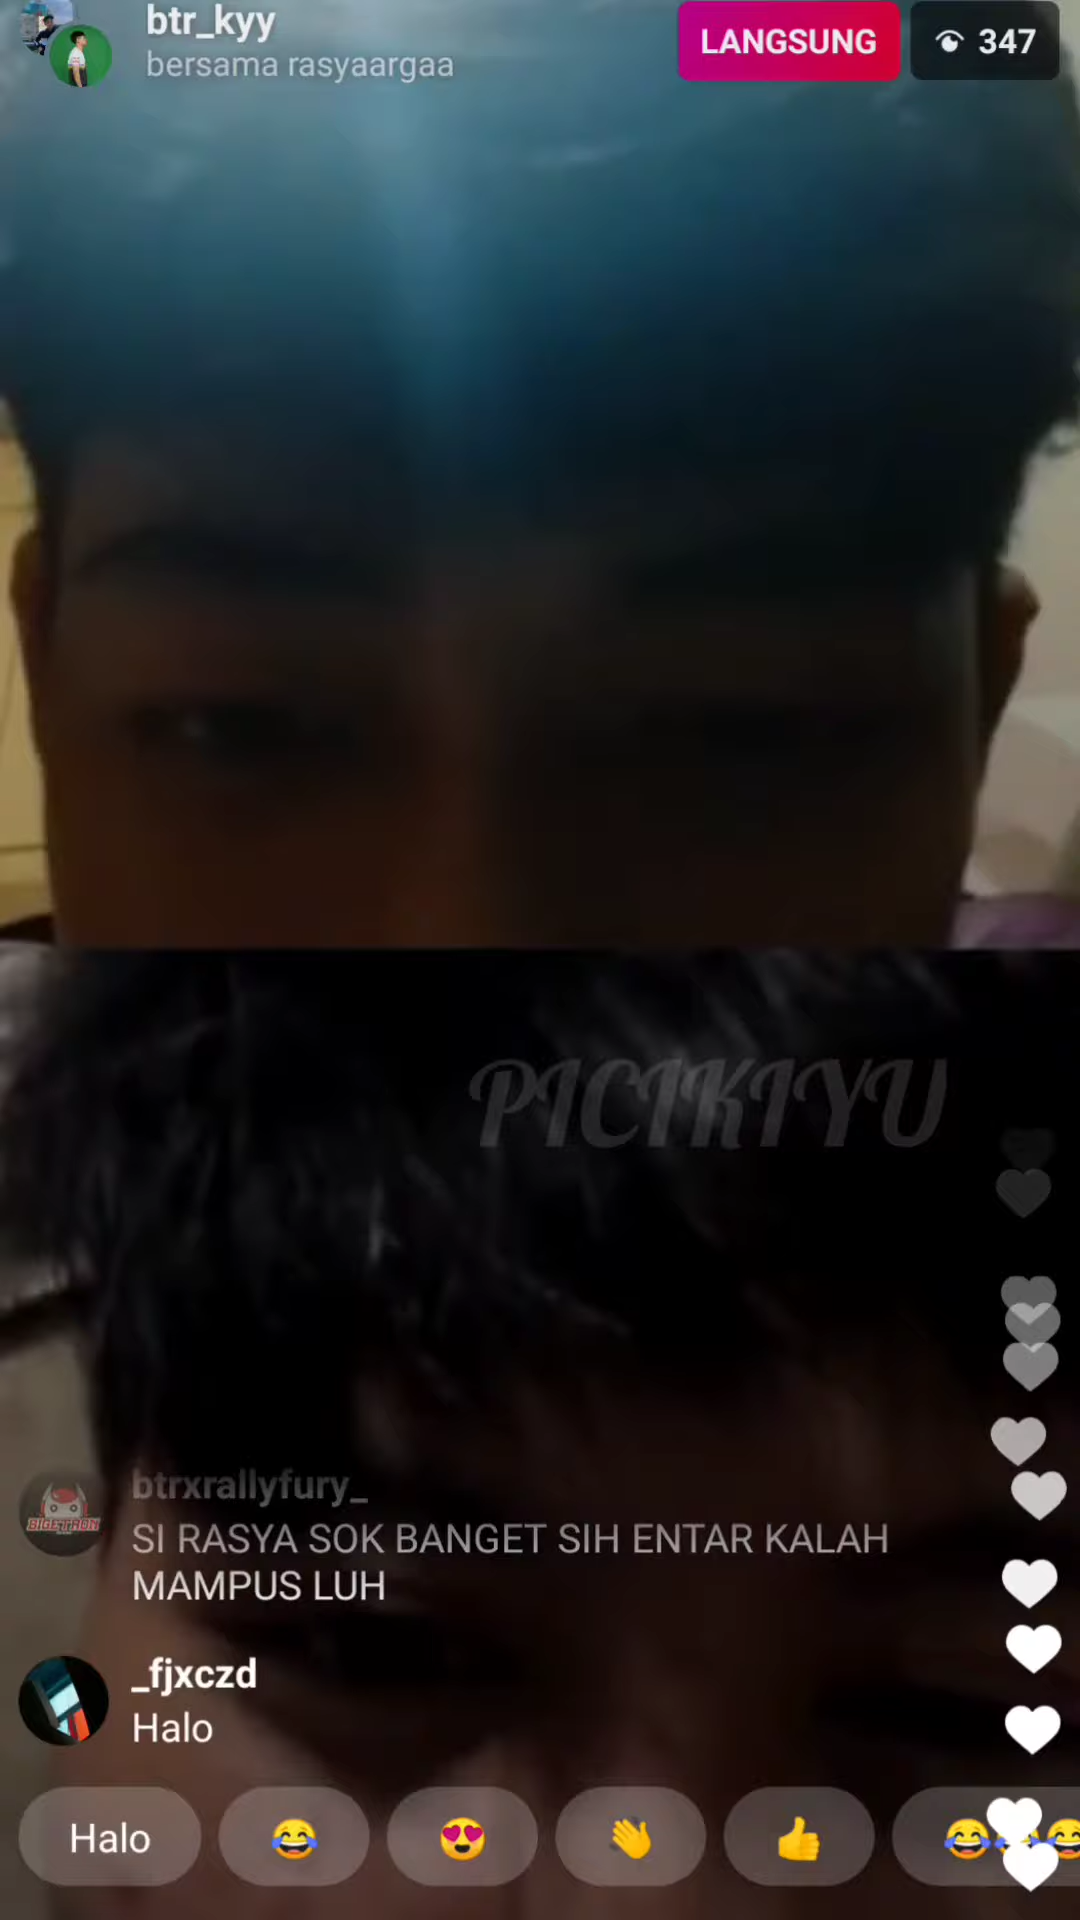 btr_kyy
bersama rasyaargaa
LANGSUNG
347
PICIKIYU
btrxrallyfury_
SI RASYA SOK BANGET SIH ENTAR KALAH
MAMPUS LUH
BIGETRON
_fjxczd
Halo
Halo